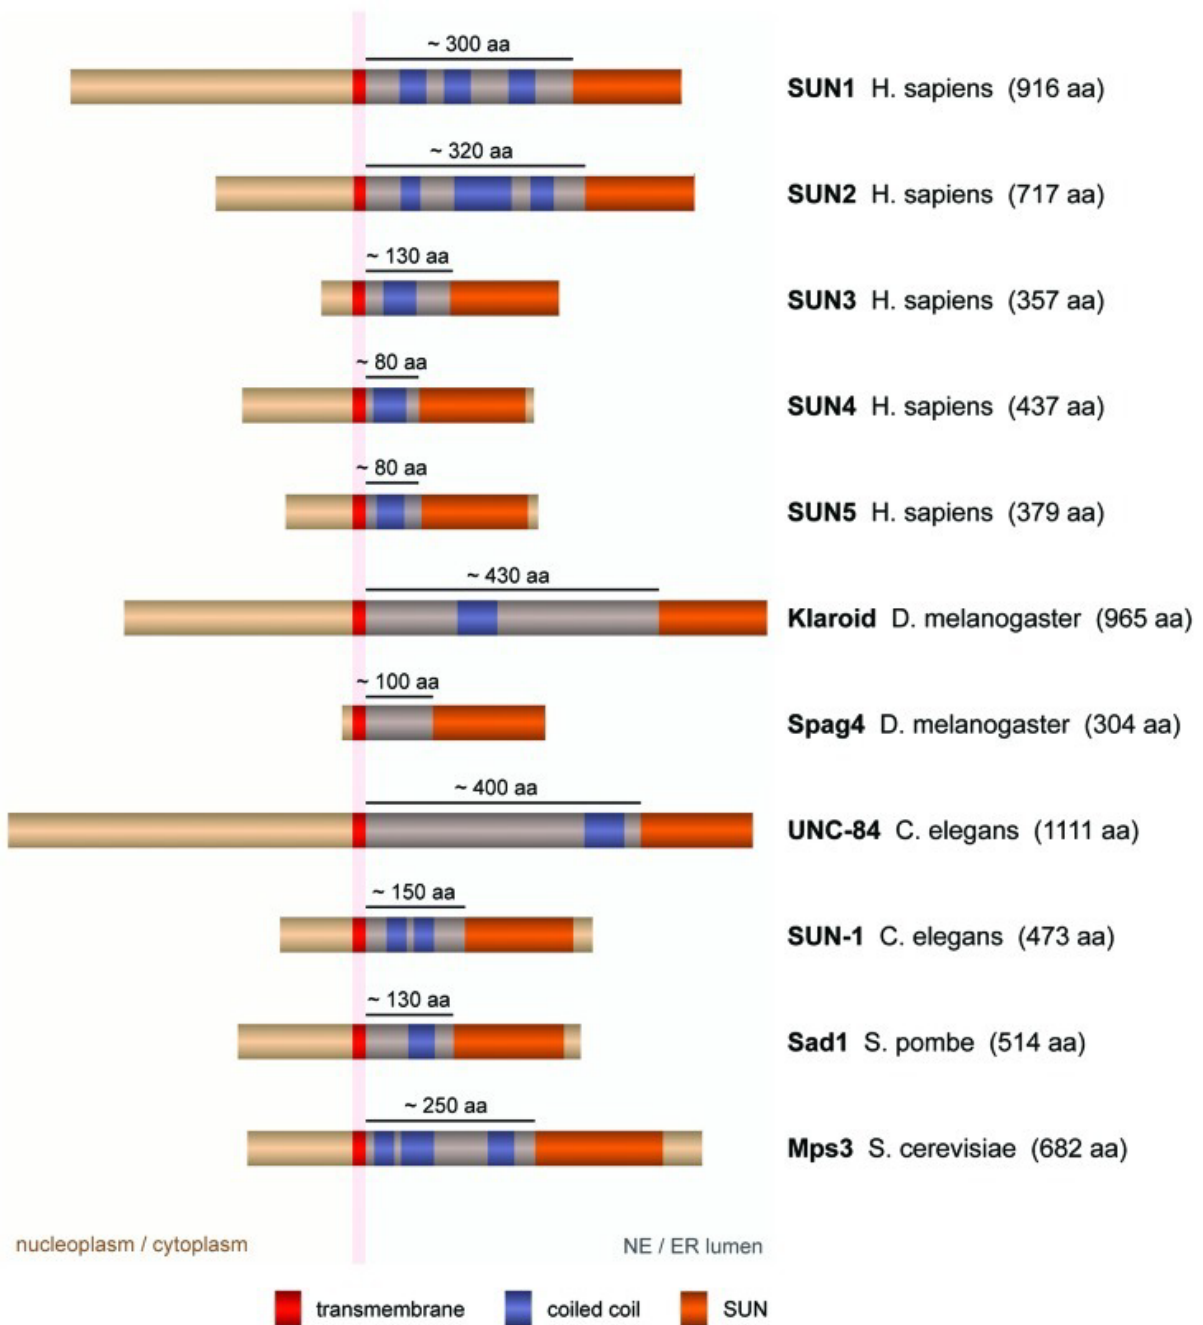 ~ 300 aa
SUN1 H. sapiens (916 aa)
~ 320 aa
SUN2 H. sapiens (717 aa)
~ 130 aa
SUN3 H. sapiens (357 aa)
~ 80 aa
SUN4 H. sapiens (437 aa)
~ 80 aa
SUN5 H. sapiens (379 aa)
~ 430 aa
Klaroid D. melanogaster (965 aa)
~ 100 aa
Spag4 D. melanogaster (304 aa)
~ 400 aa
UNC-84 C. elegans (1111 aa)
~ 150 aa
SUN-1 C. elegans (473 aa)
~ 130 aa
Sad1 S. pombe (514 aa)
~ 250 aa
Mps3 S. cerevisiae (682 aa)
nucleoplasm / cytoplasm NE / ER lumen
transmembrane coiled coil SUN